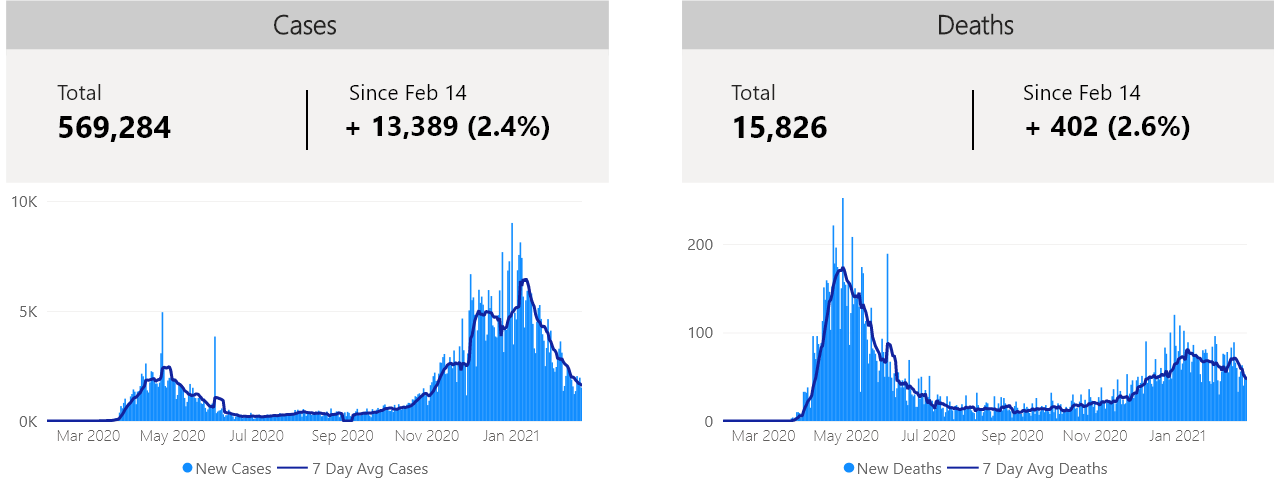 Cases
Total
Since Feb 14
569,284
+ 13,389 (2.4%)
10K
5K
0K
Mar 2020 May 2020 Jul 2020 Sep 2020 Nov 2020 Jan 2021
New Cases 7 Day Avg Cases
Deaths
Total
Since Feb 14
15,826
+ 402 (2.6%)
200
100
0
Mar 2020 May 2020 Jul 2020 Sep 2020 Nov 2020 Jan 2021
New Deaths 7 Day Avg Deaths